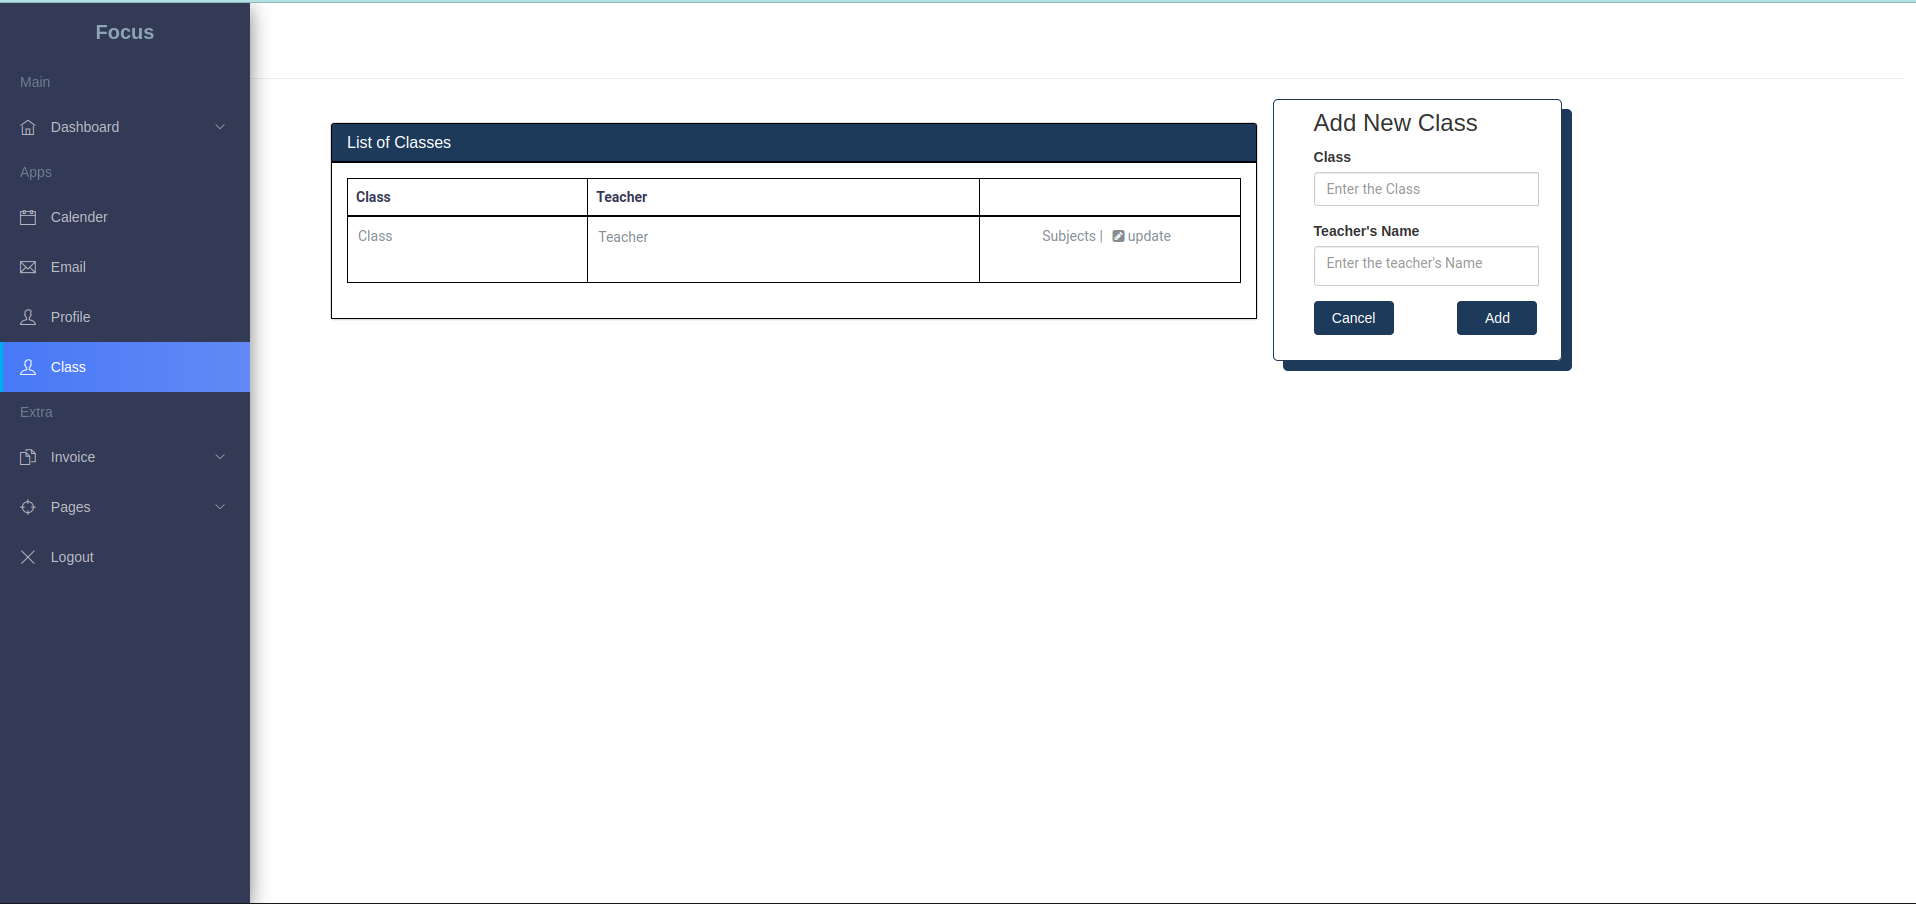 Focus
Main
Dashboard
Apps
Calender
Email
Profile
Class
Extra
Invoice
Pages
Logout
List of Classes
Class Teacher
Class Teacher Subjects | update
Add New Class
Class
Enter the Class
Teacher's Name
Enter the teacher's Name
Cancel Add